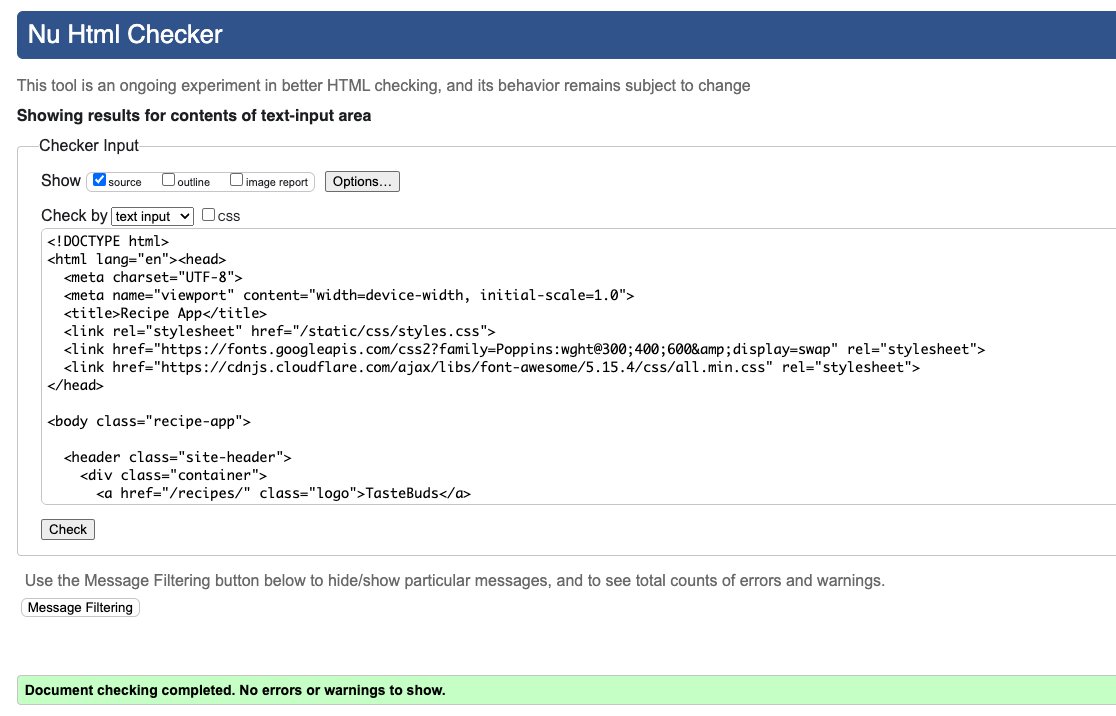 Nu Html Checker
This tool is an ongoing experiment in better HTML checking, and its behavior remains subject to change
Showing results for contents of text-input area
Checker Input
Show source outline image report Options...
Check by text input css
<!DOCTYPE html>
<html lang="en"><head>
  <meta charset="UTF-8">
  <meta name="viewport" content="width=device-width, initial-scale=1.0">
  <title>Recipe App</title>
  <link rel="stylesheet" href="/static/css/styles.css">
  <link href="https://fonts.googleapis.com/css2?family=Poppins:wght@300;400;600&amp;display=swap" rel="stylesheet">
  <link href="https://cdnjs.cloudflare.com/ajax/libs/font-awesome/5.15.4/css/all.min.css" rel="stylesheet">
</head>
<body class="recipe-app">
  <header class="site-header">
    <div class="container">
      <a href="/recipes/" class="logo">TasteBuds</a>
Check
Use the Message Filtering button below to hide/show particular messages, and to see total counts of errors and warnings.
Message Filtering
Document checking completed. No errors or warnings to show.